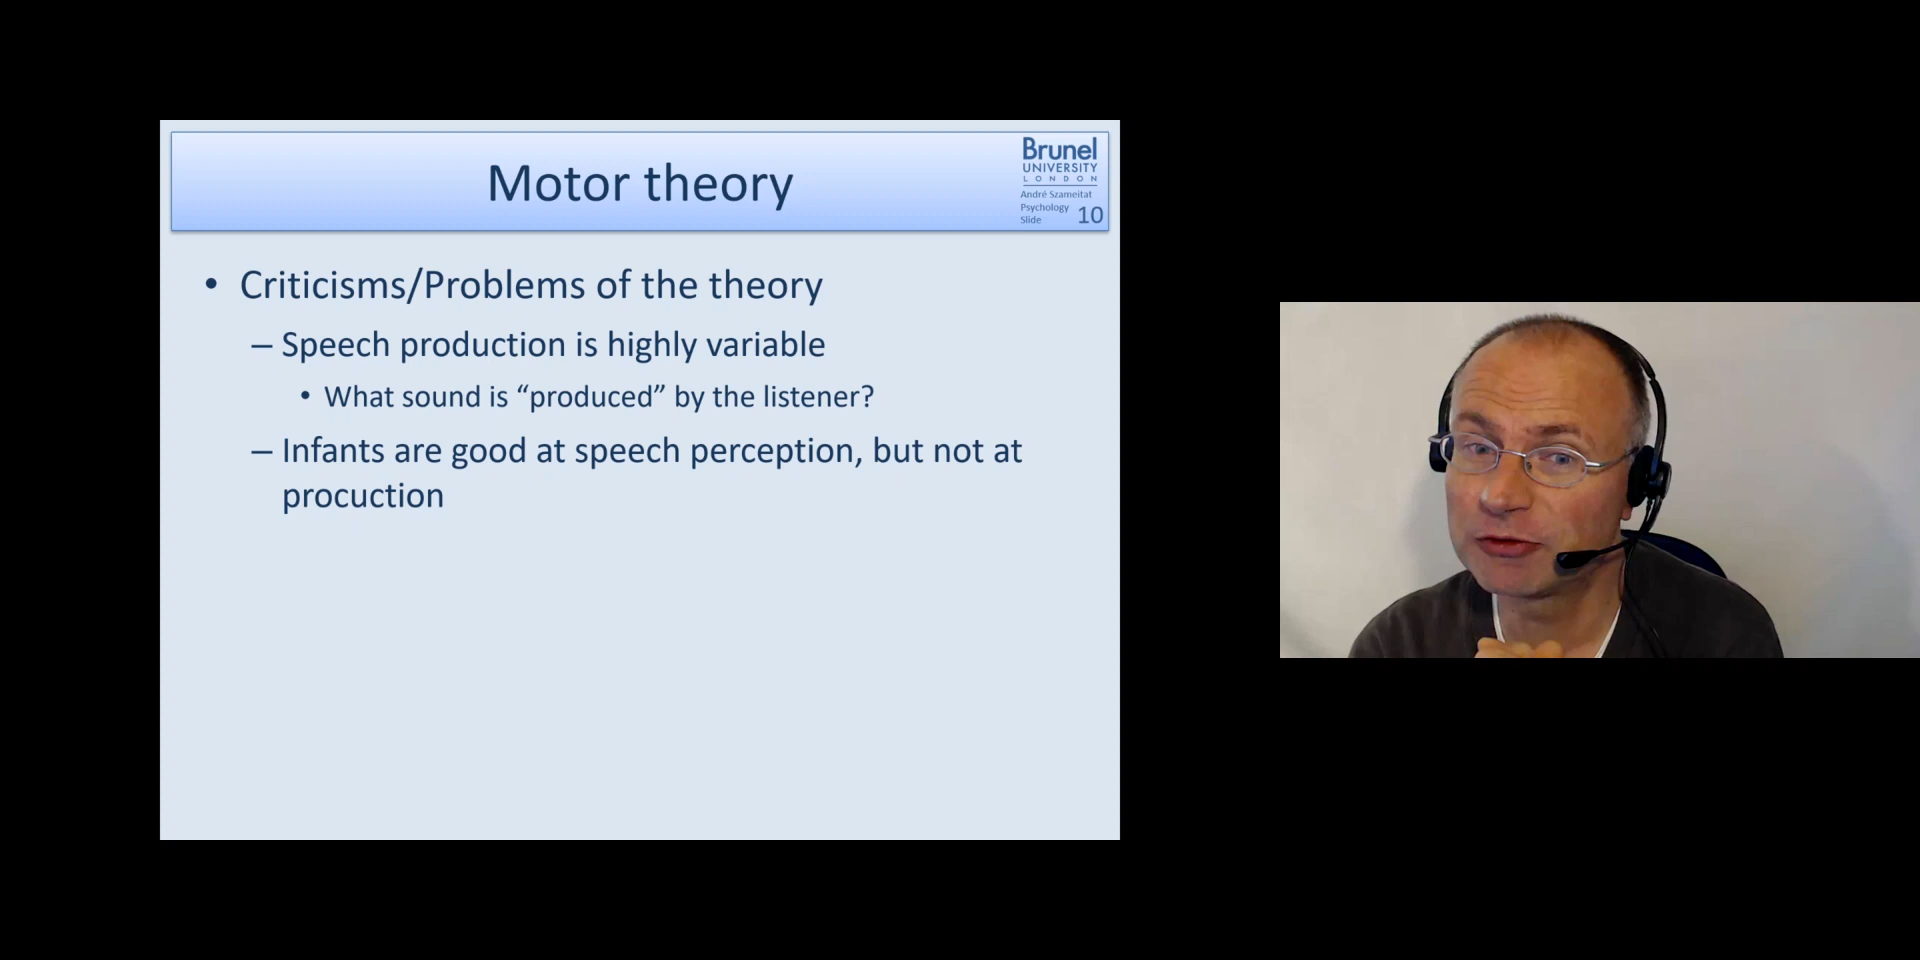 Motor theory
Brunel
UNIVERSITY
LONDON
André Szameitat
Psychology
Slide 10
• Criticisms/Problems of the theory
– Speech production is highly variable
• What sound is “produced” by the listener?
– Infants are good at speech perception, but not at
procuction